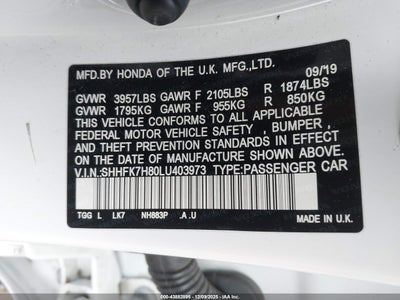 MFD.BY HONDA OF THE U.K. MFG.,LTD.
09/19
GVWR 3957LBS GAWR F 2105LBS R 1874LBS
GVWR 1795KG GAWR F 955KG R 850KG
THIS VEHICLE CONFORMS TO ALL APPLICABLE
FEDERAL MOTOR VEHICLE SAFETY , BUMPER ,
AND THEFT PREVENTION STANDARDS IN EFFECT
ON THE DATE OF MANUFACTURE SHOWN ABOVE.
V.I.N.:SHHFK7H80LU403973 TYPE:PASSENGER CAR
TGG L LK7 NH883P .A .U MADE IN U.K.
000-43882095 - 12/09/2025 - IAA Inc.